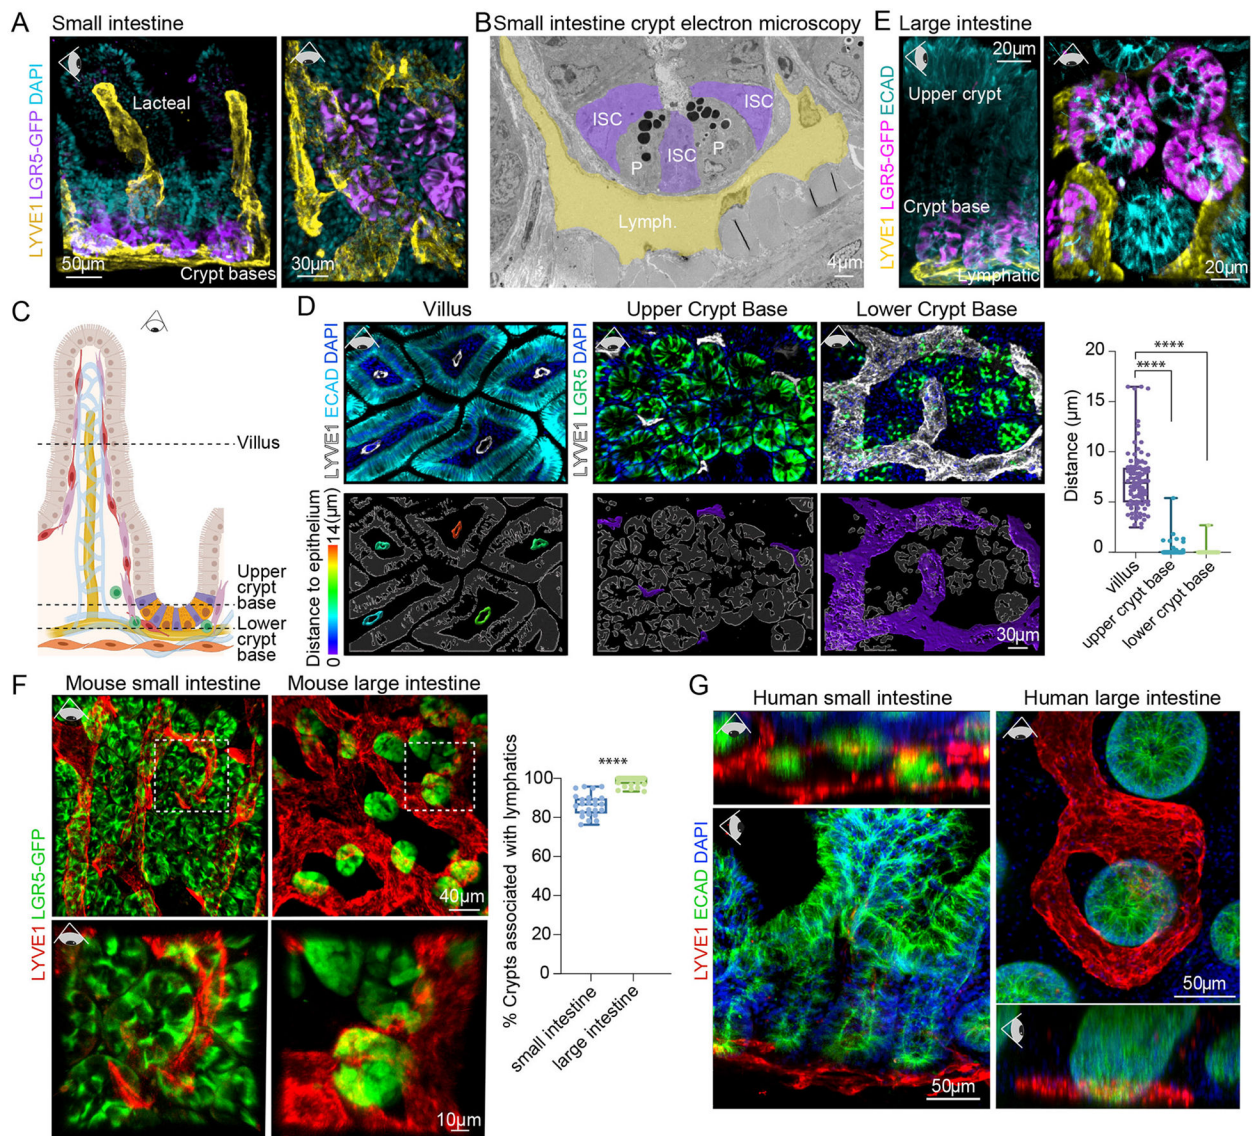 A Small intestine
LYVE1 LGR5-GFP DAPI
Lacteal
50µm
Crypt bases
30µm
B Small intestine crypt electron microscopy
ISC
ISC
ISC
P
P
Lymph.
4µm
E Large intestine
LYVE1 LGR5-GFP ECAD
20µm
Upper crypt
Crypt base
Lymphatic
20µm
C
Villus
Upper
crypt
base
Lower
crypt
base
D
Villus
Upper Crypt Base
Lower Crypt Base
LYVE1 ECAD DAPI
LYVE1 LGR5 DAPI
Distance to epithelium
14(µm)
0
30µm
Distance (µm)
20
15
10
5
0
****
****
villus
upper crypt base
lower crypt base
F
Mouse small intestine
Mouse large intestine
LYVE1 LGR5-GFP
40µm
10µm
% Crypts associated with lymphatics
100
80
60
40
20
0
****
small intestine
large intestine
G
Human small intestine
Human large intestine
LYVE1 ECAD DAPI
50µm
50µm